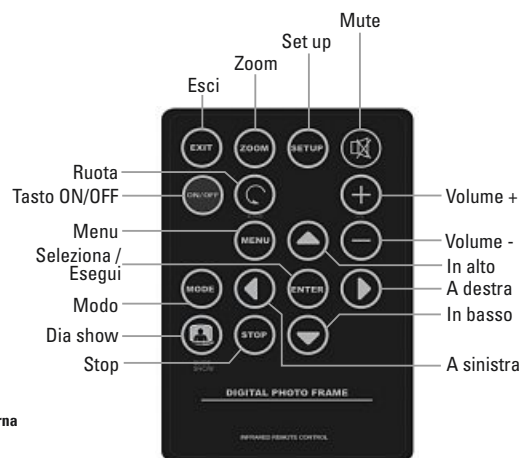 Mute
Set up
Zoom
Esci
EXIT
ZOOM
SETUP
Ruota
Tasto ON/OFF
ON/OFF
Volume +
Menu
MENU
Volume -
Seleziona /
Esegui
In alto
A destra
MODE
ENTER
Modo
In basso
Dia show
STOP
Stop
SHOW
A sinistra
DIGITAL PHOTO FRAME
rna
INFRARED REMOTE CONTROL